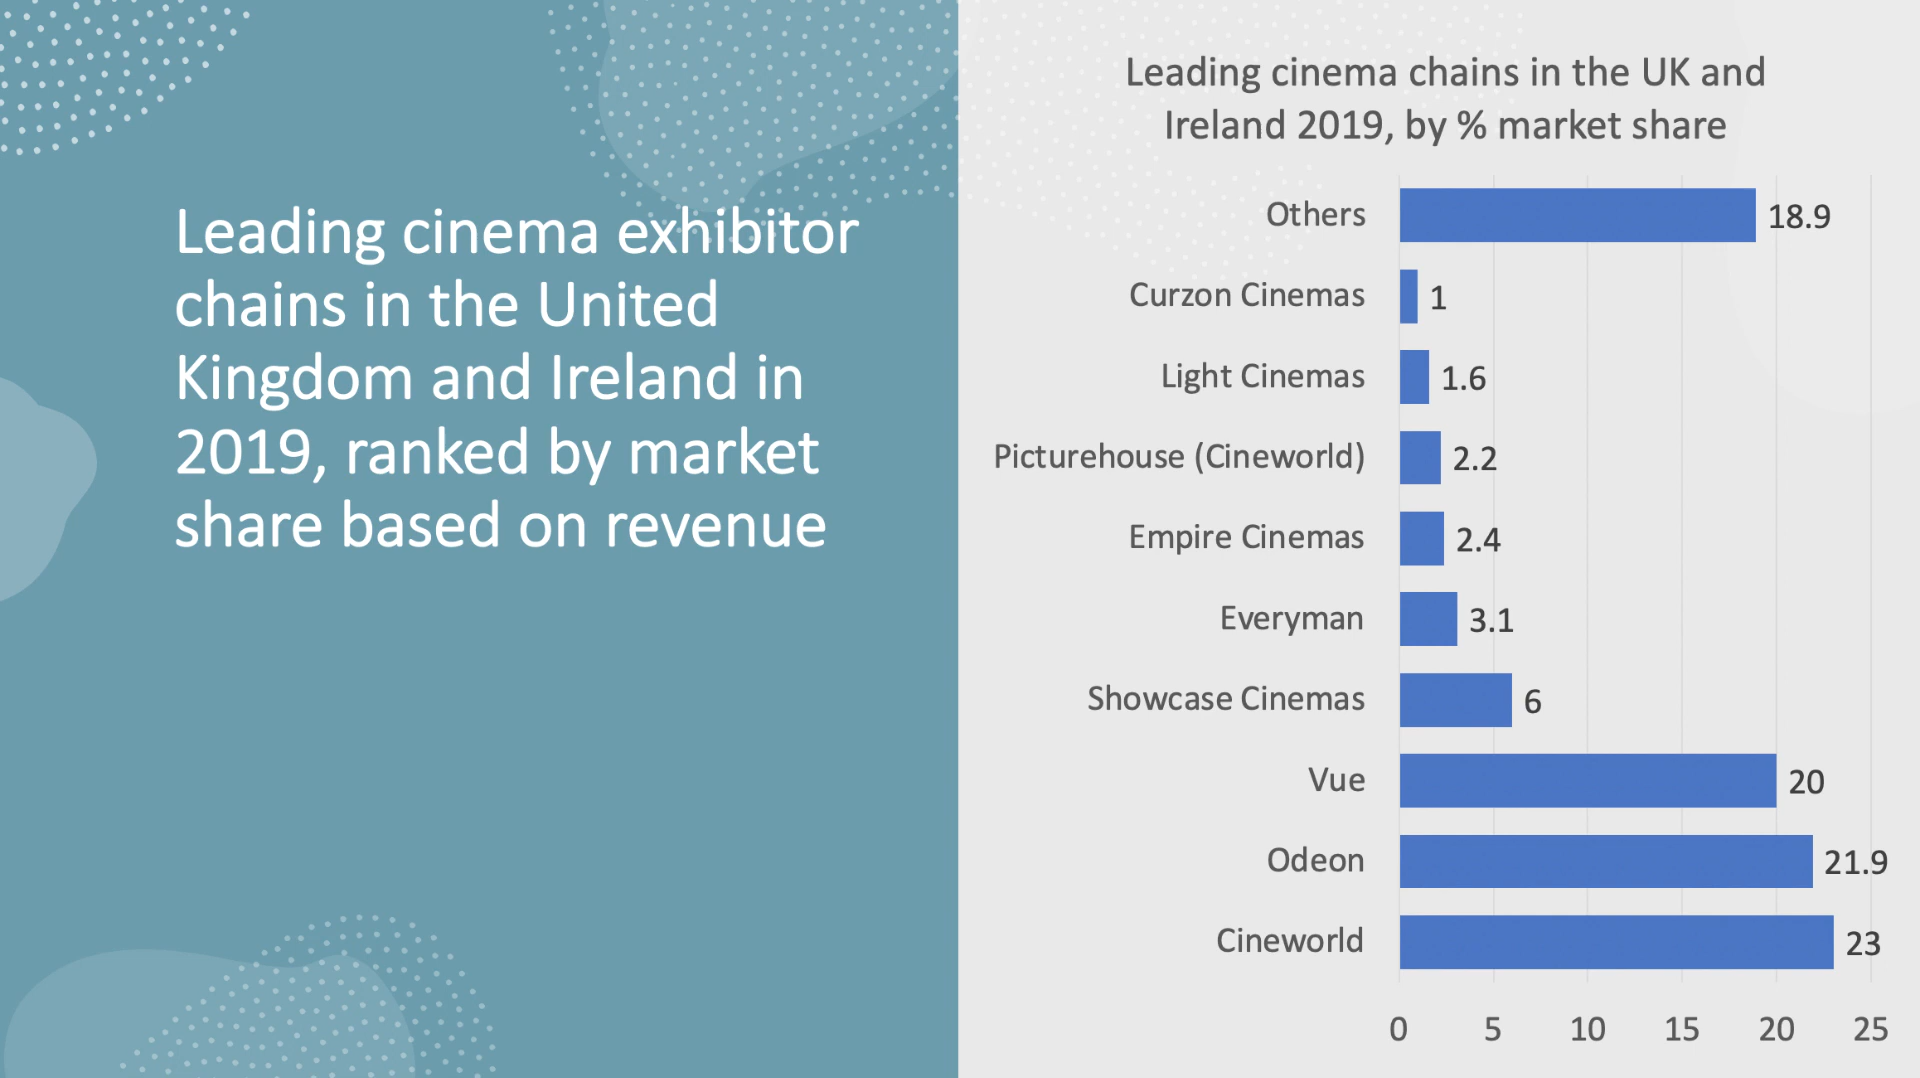 Leading cinema exhibitor
chains in the United
Kingdom and Ireland in
2019, ranked by market
share based on revenue
Leading cinema chains in the UK and
Ireland 2019, by % market share
Others 18.9
Curzon Cinemas 1
Light Cinemas 1.6
Picturehouse (Cineworld) 2.2
Empire Cinemas 2.4
Everyman 3.1
Showcase Cinemas 6
Vue 20
Odeon 21.9
Cineworld 23
0 5 10 15 20 25